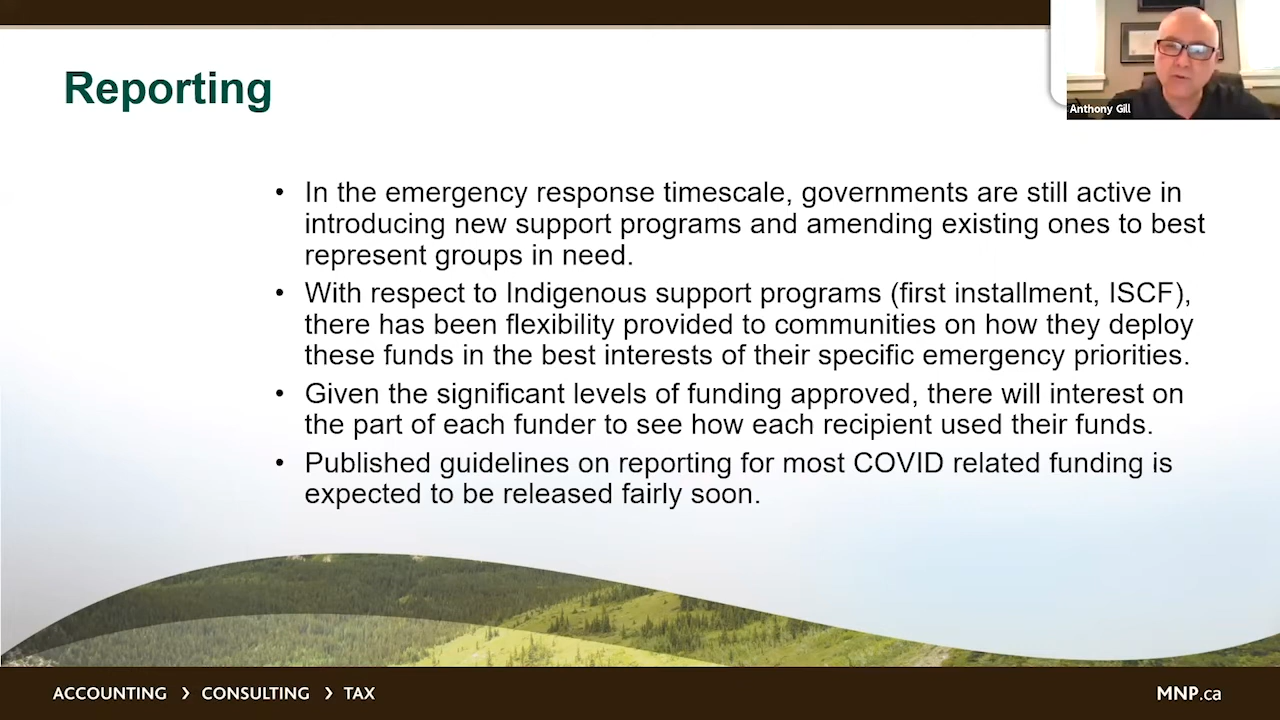 Reporting
Anthony Gill
• In the emergency response timescale, governments are still active in
introducing new support programs and amending existing ones to best
represent groups in need.
• With respect to Indigenous support programs (first installment, ISCF),
there has been flexibility provided to communities on how they deploy
these funds in the best interests of their specific emergency priorities.
• Given the significant levels of funding approved, there will interest on
the part of each funder to see how each recipient used their funds.
• Published guidelines on reporting for most COVID related funding is
expected to be released fairly soon.
ACCOUNTING › CONSULTING › TAX
MNP.ca